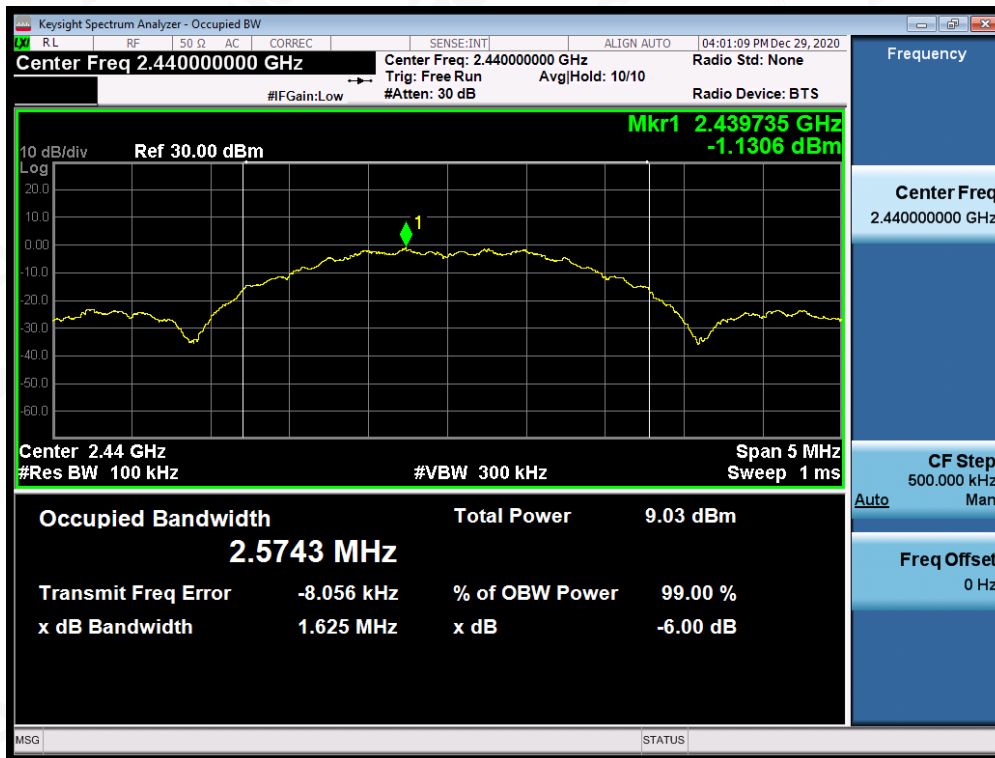 Keysight Spectrum Analyzer - Occupied BW
LXI RL RF 50 Ω AC CORREC SENSE:INT ALIGN AUTO 04:01:09 PM Dec 29, 2020
Center Freq 2.440000000 GHz
Center Freq: 2.440000000 GHz
Radio Std: None
Trig: Free Run Avg|Hold: 10/10
#IFGain:Low
#Atten: 30 dB
Radio Device: BTS
Mkr1 2.439735 GHz
-1.1306 dBm
10 dB/div Ref 30.00 dBm
Log
20.0
10.0
0.00
-10.0
-20.0
-30.0
-40.0
-50.0
-60.0
1
Center 2.44 GHz Span 5 MHz
#Res BW 100 kHz #VBW 300 kHz Sweep 1 ms
Occupied Bandwidth Total Power 9.03 dBm
2.5743 MHz
Transmit Freq Error -8.056 kHz % of OBW Power 99.00 %
x dB Bandwidth 1.625 MHz x dB -6.00 dB
MSG STATUS
Frequency
Center Freq
2.440000000 GHz
CF Step
500.000 kHz
Auto Man
Freq Offset
0 Hz